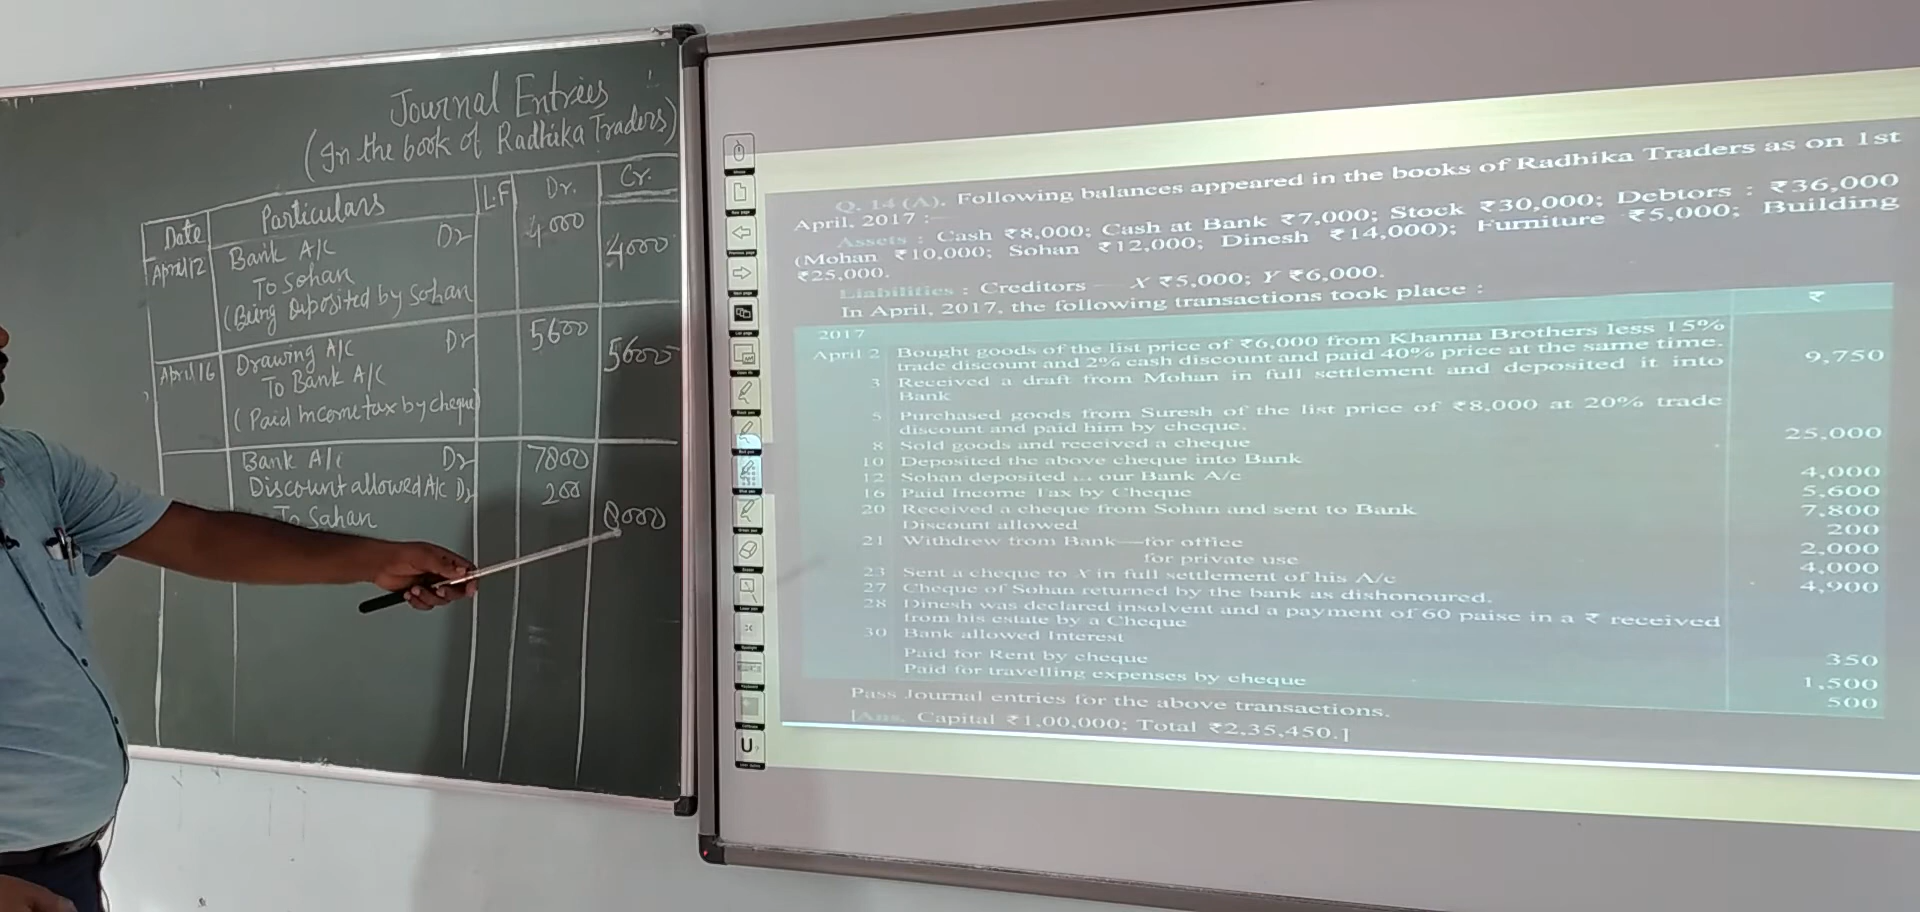 Journal Entries
(In the book of Radhika Traders)
Date Particulars L.F Dr. Cr.
April 12 Bank A/C Dr 4000
To Sohan 4000
(Being Deposited by Sohan
April 16 Drawing A/C Dr 5600
To Bank A/C 5600
(Paid Income tax by cheque)
Bank A/C Dr 7800
Discount allowed A/C Dr 200
To Sahan 8000
Q. 14 (A). Following balances appeared in the books of Radhika Traders as on 1st
April, 2017 :—
Assets : Cash ₹8,000; Cash at Bank ₹7,000; Stock ₹30,000; Debtors : ₹36,000
(Mohan ₹10,000; Sohan ₹12,000; Dinesh ₹14,000); Furniture ₹5,000; Building
₹25,000.
Liabilities : Creditors — X ₹5,000; Y ₹6,000.
In April, 2017, the following transactions took place :
2017 ₹
April 2 Bought goods of the list price of ₹6,000 from Khanna Brothers less 15%
trade discount and 2% cash discount and paid 40% price at the same time.
3 Received a draft from Mohan in full settlement and deposited it into
Bank 9,750
5 Purchased goods from Suresh of the list price of ₹8,000 at 20% trade
discount and paid him by cheque.
8 Sold goods and received a cheque 25,000
10 Deposited the above cheque into Bank
12 Sohan deposited our Bank A/c 4,000
16 Paid Income Tax by Cheque 5,600
20 Received a cheque from Sohan and sent to Bank 7,800
Discount allowed 200
21 Withdrew from Bank—for office 2,000
for private use 4,000
23 Sent a cheque to X in full settlement of his A/c 4,900
27 Cheque of Sohan returned by the bank as dishonoured.
28 Dinesh was declared insolvent and a payment of 60 paise in a ₹ received
from his estate by a Cheque
30 Bank allowed Interest 350
Paid for Rent by cheque 1,500
Paid for travelling expenses by cheque 500
Pass Journal entries for the above transactions.
[Ans. Capital ₹1,00,000; Total ₹2,35,450.]